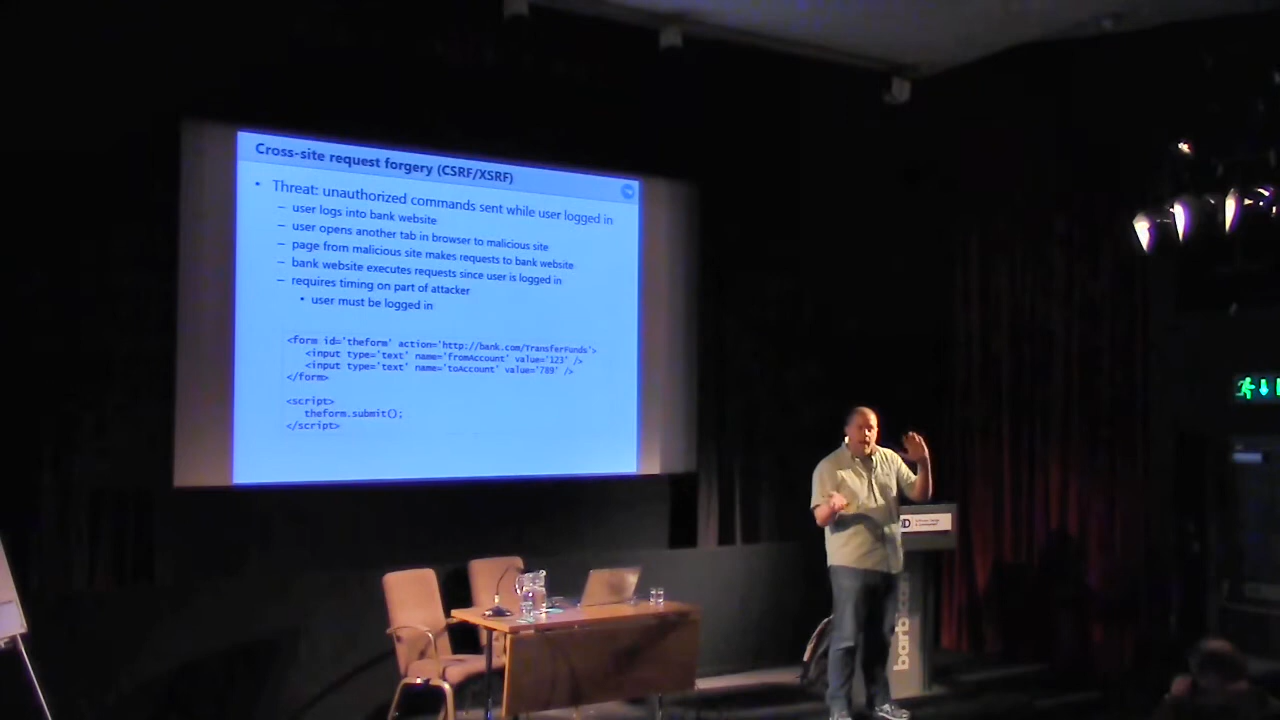 Cross-site request forgery (CSRF/XSRF)
• Threat: unauthorized commands sent while user logged in
– user logs into bank website
– user opens another tab in browser to malicious site
– page from malicious site makes requests to bank website
– bank website executes requests since user is logged in
– requires timing on part of attacker
• user must be logged in
<form id='theform' action='http://bank.com/TransferFunds'>
<input type='text' name='fromAccount' value='123' />
<input type='text' name='toAccount' value='789' />
</form>
<script>
theform.submit();
</script>
barbican